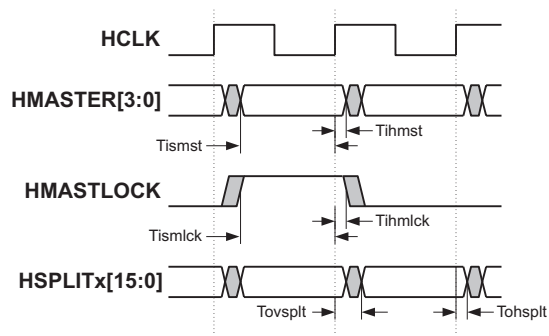 HCLK
HMASTER[3:0]
Tihmst
Tismst
HMASTLOCK
Tihmlck
Tismlck
HSPLITx[15:0]
Tovsplt
Tohsplt